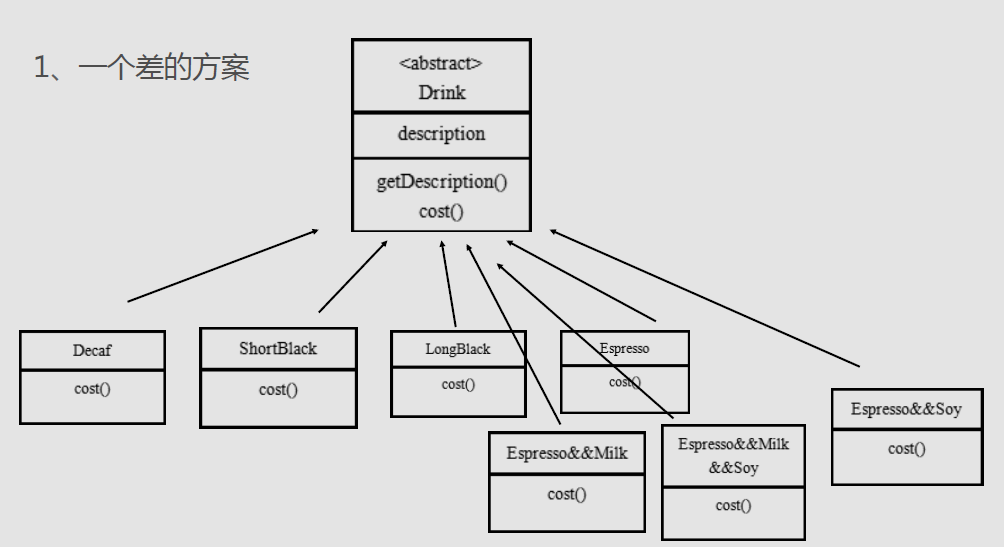 1、一个差的方案
<abstract>
Drink
description
getDescription()
cost()
Decaf
cost()
ShortBlack
cost()
LongBlack
cost()
Espresso
cost()
Espresso&&Milk
cost()
Espresso&&Milk
&&Soy
cost()
Espresso&&Soy
cost()